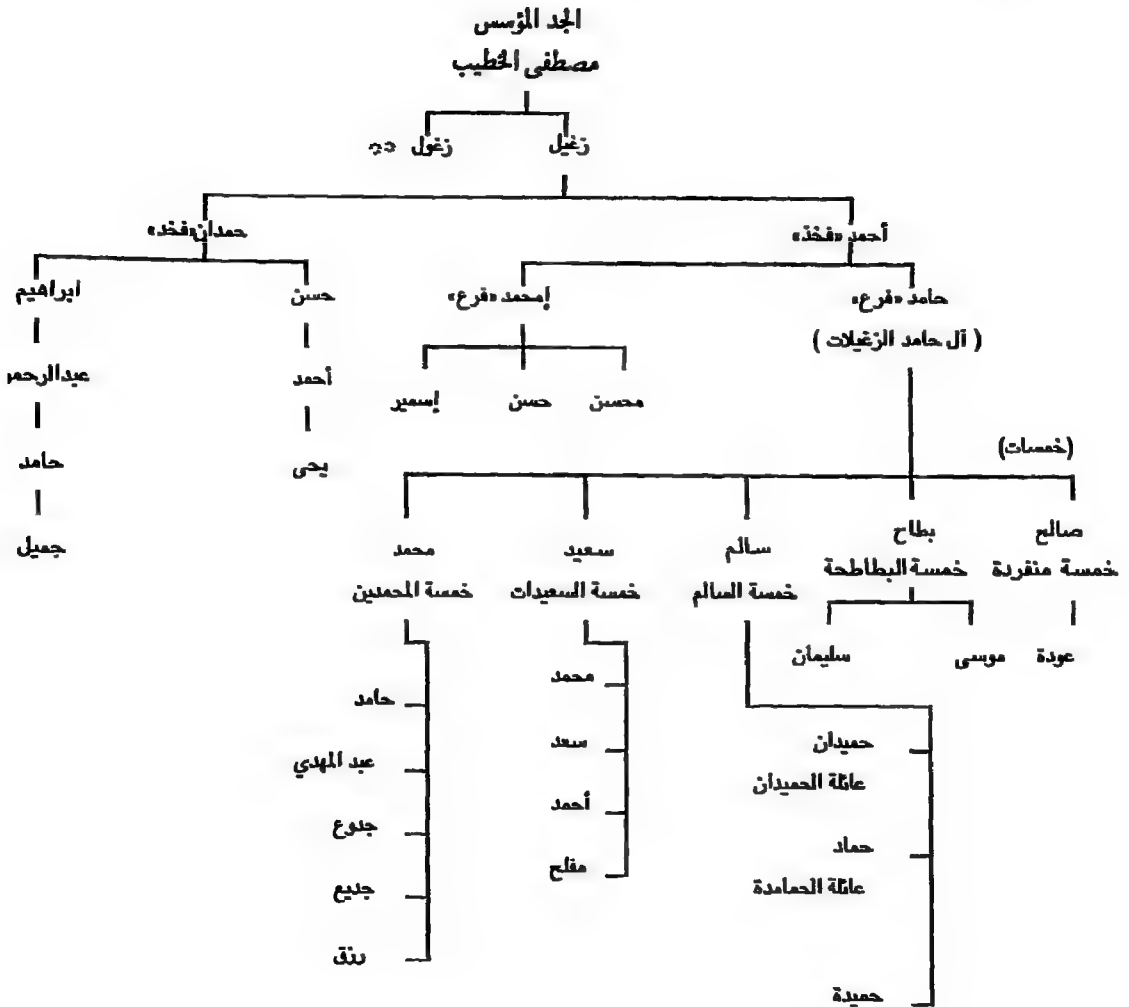 الجد المؤسس
مصطفى الخطيب
زغيل زغول
أحمد «فخذ» حمدان «فخذ»
حامد «فرع» إمحمد «فرع» حسن ابراهيم
( آل حامد الزغيلات )
محسن حسن إسمير أحمد عبدالرحمن
(خمسات) يحى حامد
صالح بطاح سالم سعيد محمد جميل
خمسة منفردة خمسة البطاطحة خمسة السالم خمسة السعيدات خمسة المحمدين
عودة موسى سليمان
محمد
حامد
حميدان
سعد
عبد المهدي
عائلة الحميدان
أحمد
جدوع
حماد
مفلح
عائلة الحمامدة
جديع
رزق
حميدة